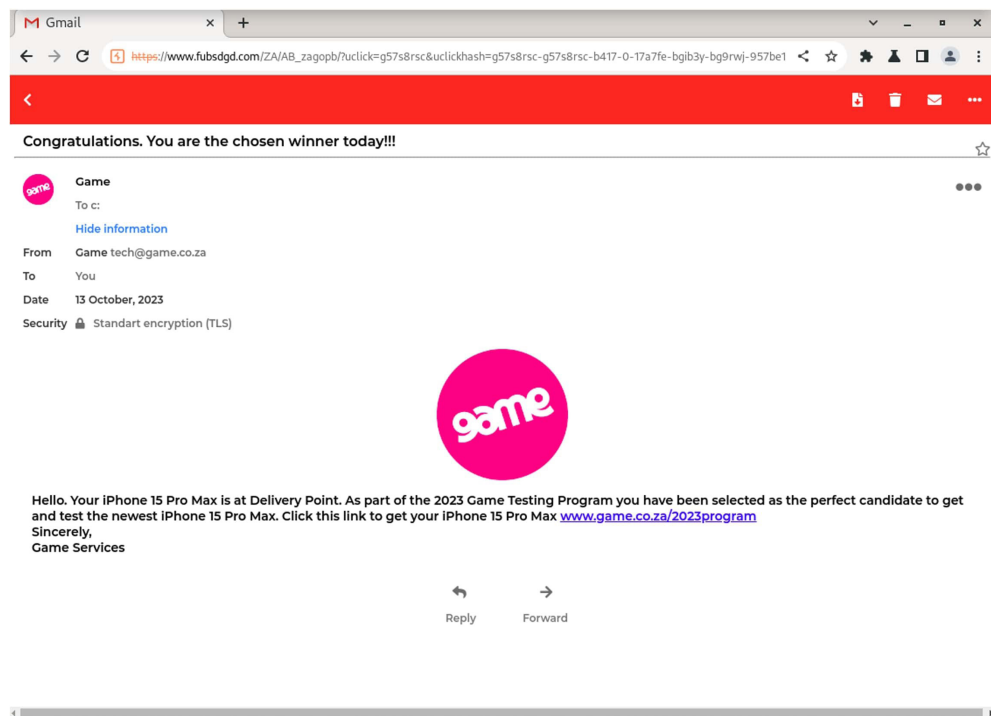 Gmail
https://www.fubsdgd.com/ZA/AB_zagopb/?uclick=g57s8rsc&uclickhash=g57s8rsc-g57s8rsc-b417-0-17a7fe-bgib3y-bg9rwj-957be1
Congratulations. You are the chosen winner today!!!
game
Game
To c:
Hide information
From Game tech@game.co.za
To You
Date 13 October, 2023
Security Standart encryption (TLS)
game
Hello. Your iPhone 15 Pro Max is at Delivery Point. As part of the 2023 Game Testing Program you have been selected as the perfect candidate to get
and test the newest iPhone 15 Pro Max. Click this link to get your iPhone 15 Pro Max www.game.co.za/2023program
Sincerely,
Game Services
Reply Forward